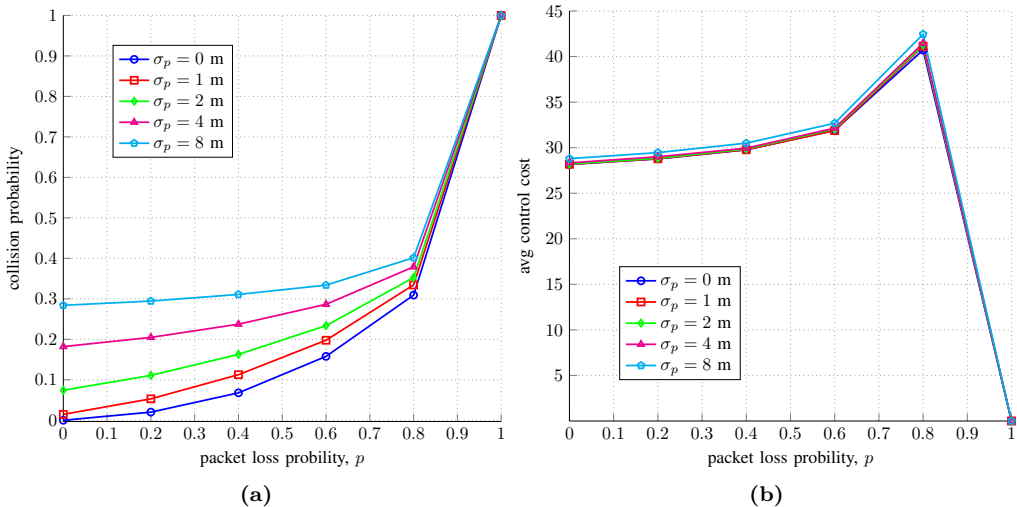 1
0.9
0.8
0.7
0.6
0.5
0.4
0.3
0.2
0.1
0
collision probability
σp = 0 m
σp = 1 m
σp = 2 m
σp = 4 m
σp = 8 m
0 0.1 0.2 0.3 0.4 0.5 0.6 0.7 0.8 0.9 1
packet loss probility, p
(a)
45
40
35
30
25
20
15
10
5
avg control cost
σp = 0 m
σp = 1 m
σp = 2 m
σp = 4 m
σp = 8 m
0 0.1 0.2 0.3 0.4 0.5 0.6 0.7 0.8 0.9 1
packet loss probility, p
(b)